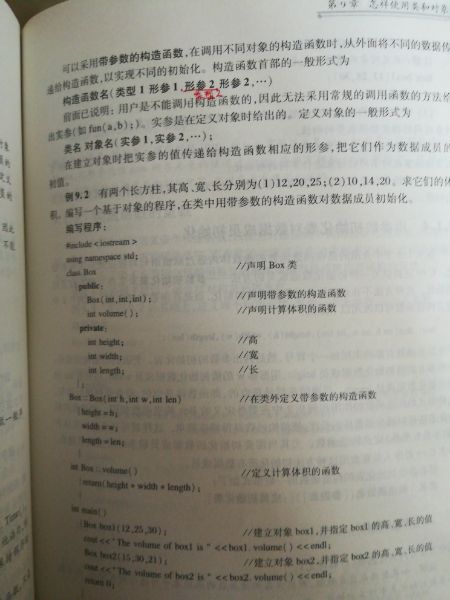 第9章 怎样使用类和对象
可以采用带参数的构造函数,在调用不同对象的构造函数时,从外面将不同的数据传
递给构造函数,以实现不同的初始化。构造函数首部的一般形式为
构造函数名(类型1 形参1,形参2 形参2,…)
类型2
前面已说明:用户是不能调用构造函数的,因此无法采用常规的调用函数的方法给
出实参(如 fun(a,b);)。实参是在定义对象时给出的。定义对象的一般形式为
类名 对象名(实参1,实参2,…);
在建立对象时把实参的值传递给构造函数相应的形参,把它们作为数据成员的
初值。
例9.2 有两个长方柱,其高、宽、长分别为(1)12,20,25;(2)10,14,20。求它们的体
积。编写一个基于对象的程序,在类中用带参数的构造函数对数据成员初始化。
编写程序:
#include <iostream>
using namespace std;
class Box //声明 Box 类
{
public:
Box(int,int,int); //声明带参数的构造函数
int volume(); //声明计算体积的函数
private:
int height; //高
int width; //宽
int length; //长
};
Box::Box(int h,int w,int len) //在类外定义带参数的构造函数
{height = h;
width = w;
length = len;
}
int Box::volume() //定义计算体积的函数
{return(height * width * length);
}
int main()
{Box box1(12,25,30); //建立对象 box1,并指定 box1 的高、宽、长的值
cout <<"The volume of box1 is " <<box1.volume() <<endl;
Box box2(15,30,21); //建立对象 box2,并指定 box2 的高、宽、长的值
cout <<"The volume of box2 is " <<box2.volume() <<endl;
return 0;